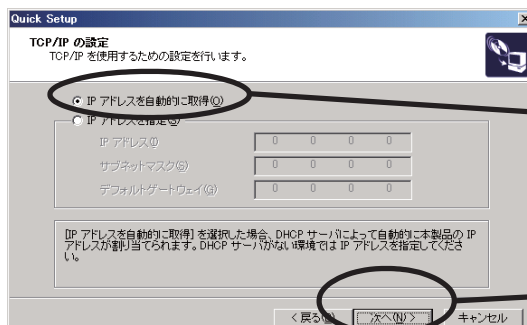 Quick Setup
TCP/IP の設定
TCP/IP を使用するための設定を行います。
IP アドレスを自動的に取得(O)
IP アドレスを指定(S)
IP アドレス(I) 0 0 0 0
サブネットマスク(S) 0 0 0 0
デフォルトゲートウェイ(G) 0 0 0 0
[IP アドレスを自動的に取得] を選択した場合、DHCP サーバによって自動的に本製品の IP
アドレスが割り当てられます。DHCP サーバがない環境では IP アドレスを指定してくださ
い。
< 戻る 次へ(N) > キャンセル